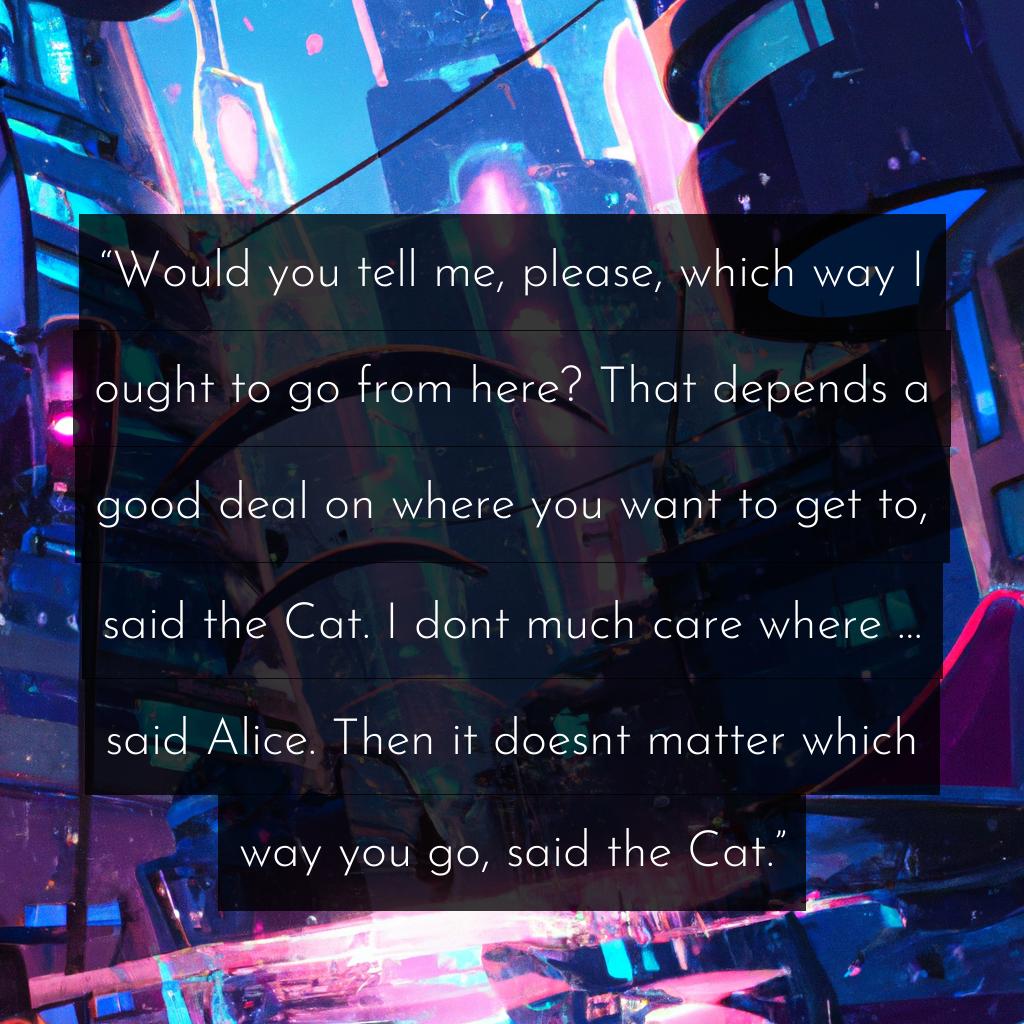 “Would you tell me, please, which way I
ought to go from here? That depends a
good deal on where you want to get to,
said the Cat. I dont much care where ...
said Alice. Then it doesnt matter which
way you go, said the Cat.”